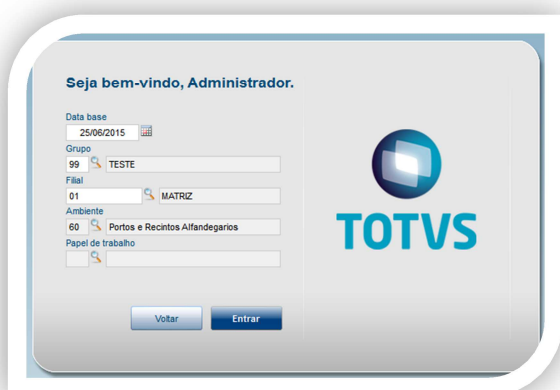 Seja bem-vindo, Administrador.
Data base
25/06/2015
Grupo
99 TESTE
Filial
01 MATRIZ
Ambiente
60 Portos e Recintos Alfandegarios
Papel de trabalho
Voltar Entrar
TOTVS